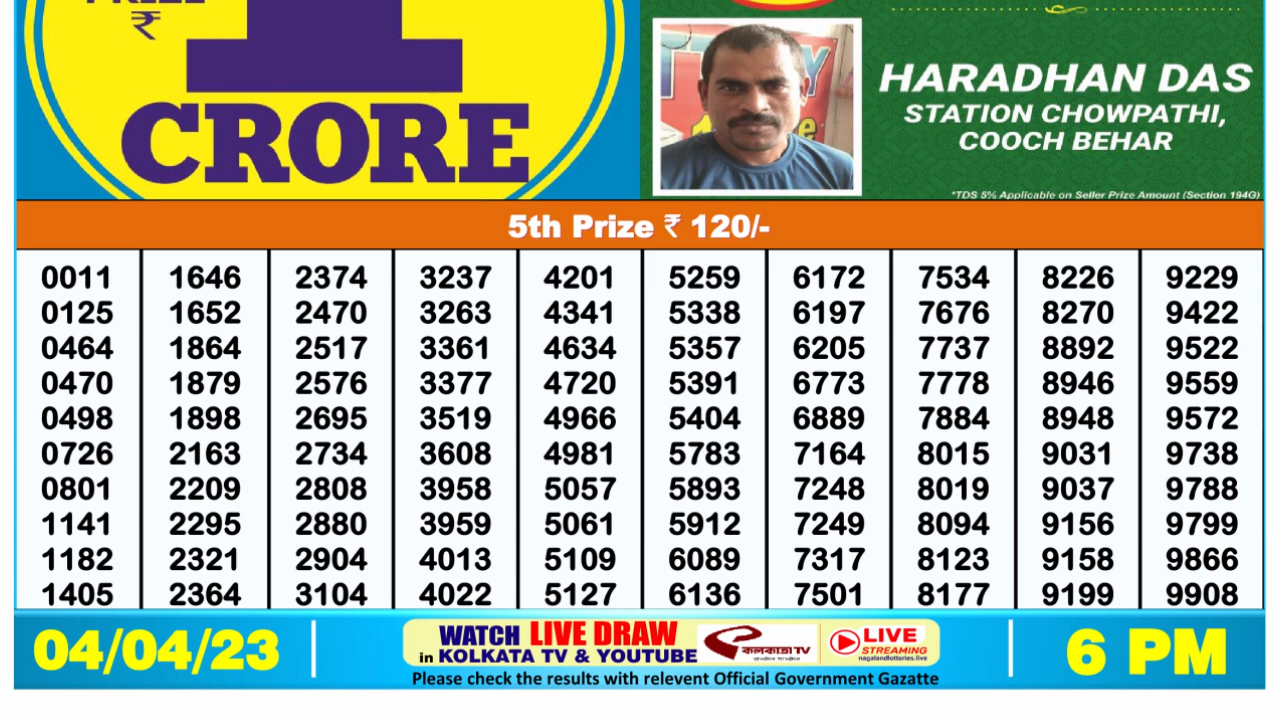 PRIZE
₹
1
CRORE
HARADHAN DAS
STATION CHOWPATHI,
COOCH BEHAR
*TDS 5% Applicable on Seller Prize Amount (Section 194G)
5th Prize ₹ 120/-
0011 1646 2374 3237 4201 5259 6172 7534 8226 9229
0125 1652 2470 3263 4341 5338 6197 7676 8270 9422
0464 1864 2517 3361 4634 5357 6205 7737 8892 9522
0470 1879 2576 3377 4720 5391 6773 7778 8946 9559
0498 1898 2695 3519 4966 5404 6889 7884 8948 9572
0726 2163 2734 3608 4981 5783 7164 8015 9031 9738
0801 2209 2808 3958 5057 5893 7248 8019 9037 9788
1141 2295 2880 3959 5061 5912 7249 8094 9156 9799
1182 2321 2904 4013 5109 6089 7317 8123 9158 9866
1405 2364 3104 4022 5127 6136 7501 8177 9199 9908
04/04/23
WATCH LIVE DRAW
in KOLKATA TV & YOUTUBE
কলকাতা TV
LIVE
STREAMING
nagalandlotteries.live
Please check the results with relevent Official Government Gazatte
6 PM